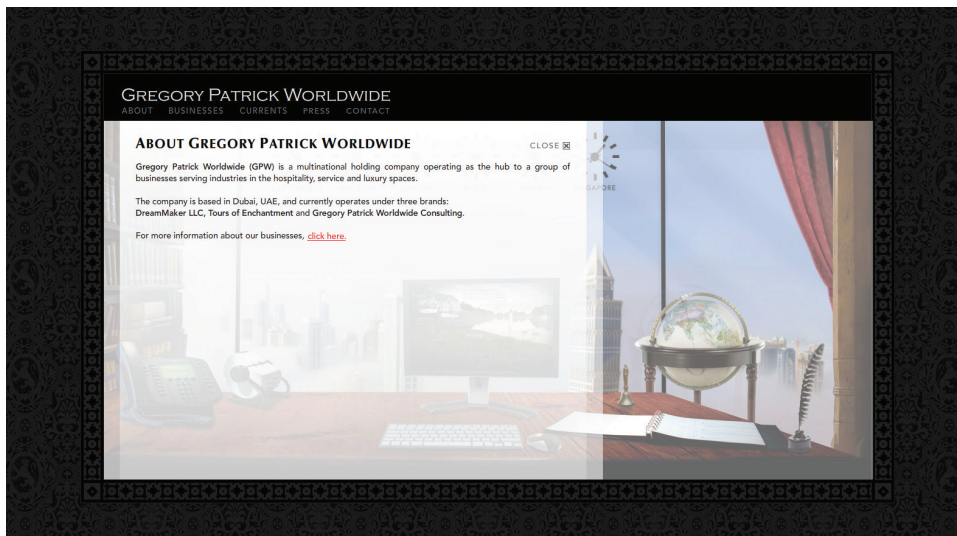 GREGORY PATRICK WORLDWIDE
ABOUT BUSINESSES CURRENTS PRESS CONTACT
ABOUT GREGORY PATRICK WORLDWIDE
CLOSE
Gregory Patrick Worldwide (GPW) is a multinational holding company operating as the hub to a group of
businesses serving industries in the hospitality, service and luxury spaces.
The company is based in Dubai, UAE, and currently operates under three brands:
DreamMaker LLC, Tours of Enchantment and Gregory Patrick Worldwide Consulting.
For more information about our businesses, click here.